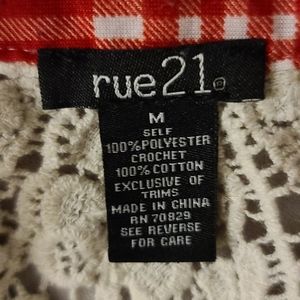 rue21®
M
SELF
100% POLYESTER
CROCHET
100% COTTON
EXCLUSIVE OF
TRIMS
MADE IN CHINA
RN 70829
SEE REVERSE
FOR CARE